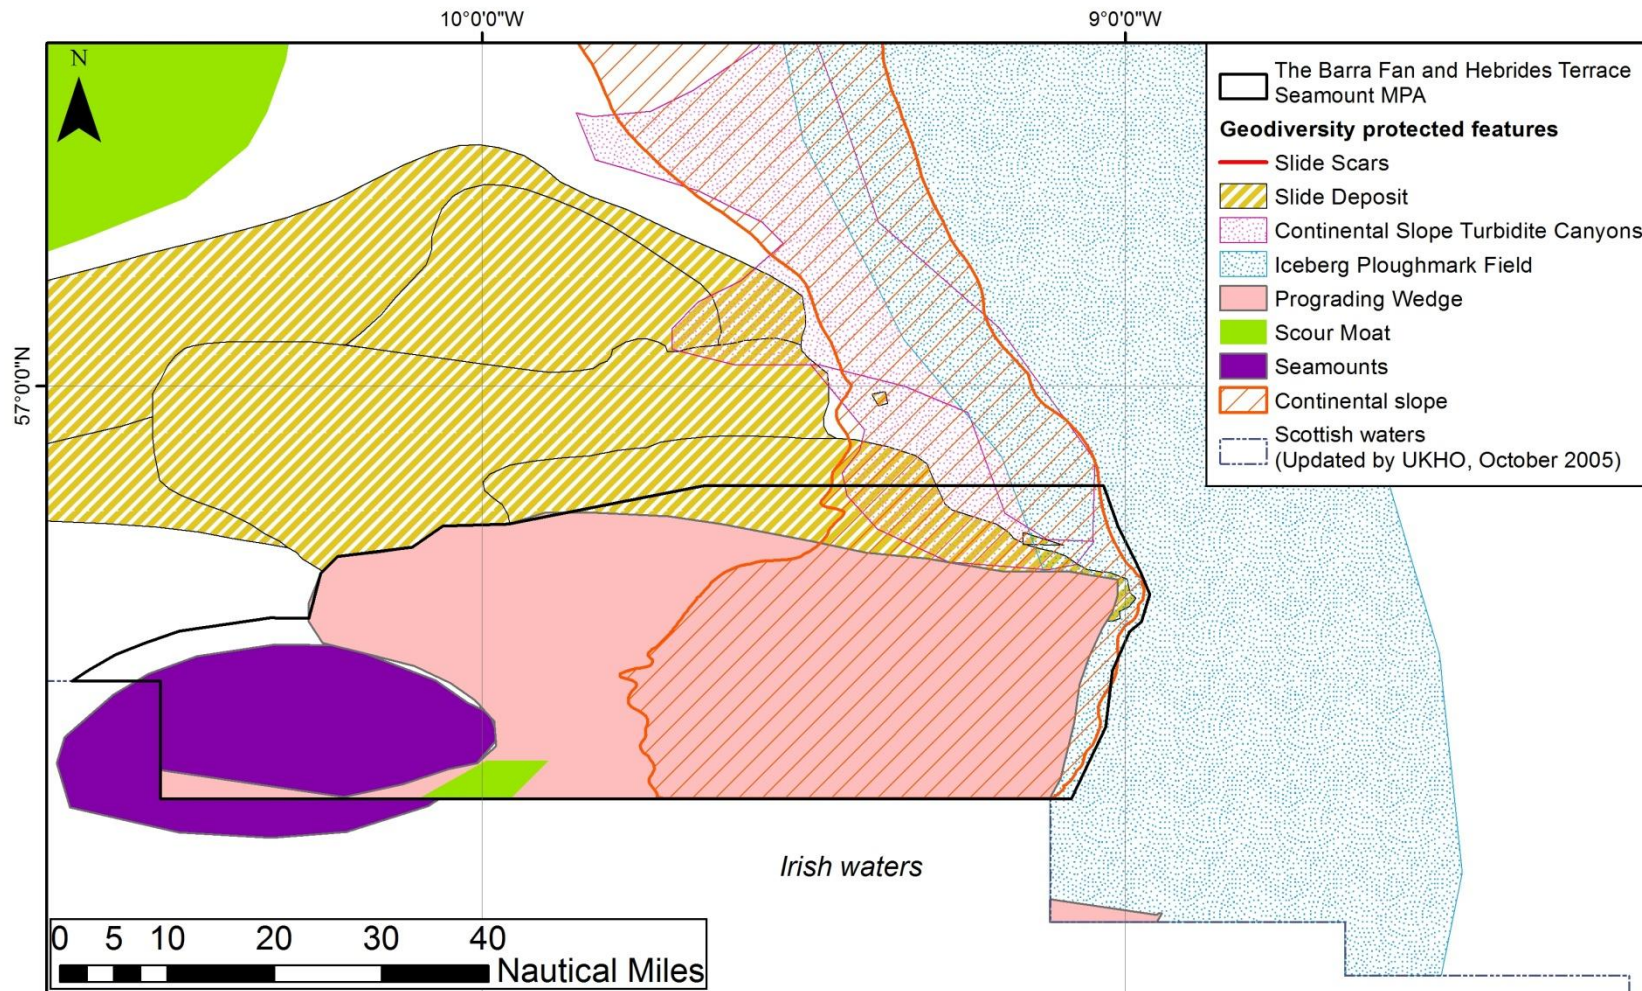 10°0'0"W
9°0'0"W
N
57°0'0"N
The Barra Fan and Hebrides Terrace
Seamount MPA
Geodiversity protected features
Slide Scars
Slide Deposit
Continental Slope Turbidite Canyons
Iceberg Ploughmark Field
Prograding Wedge
Scour Moat
Seamounts
Continental slope
Scottish waters
(Updated by UKHO, October 2005)
Irish waters
0 5 10 20 30 40
Nautical Miles